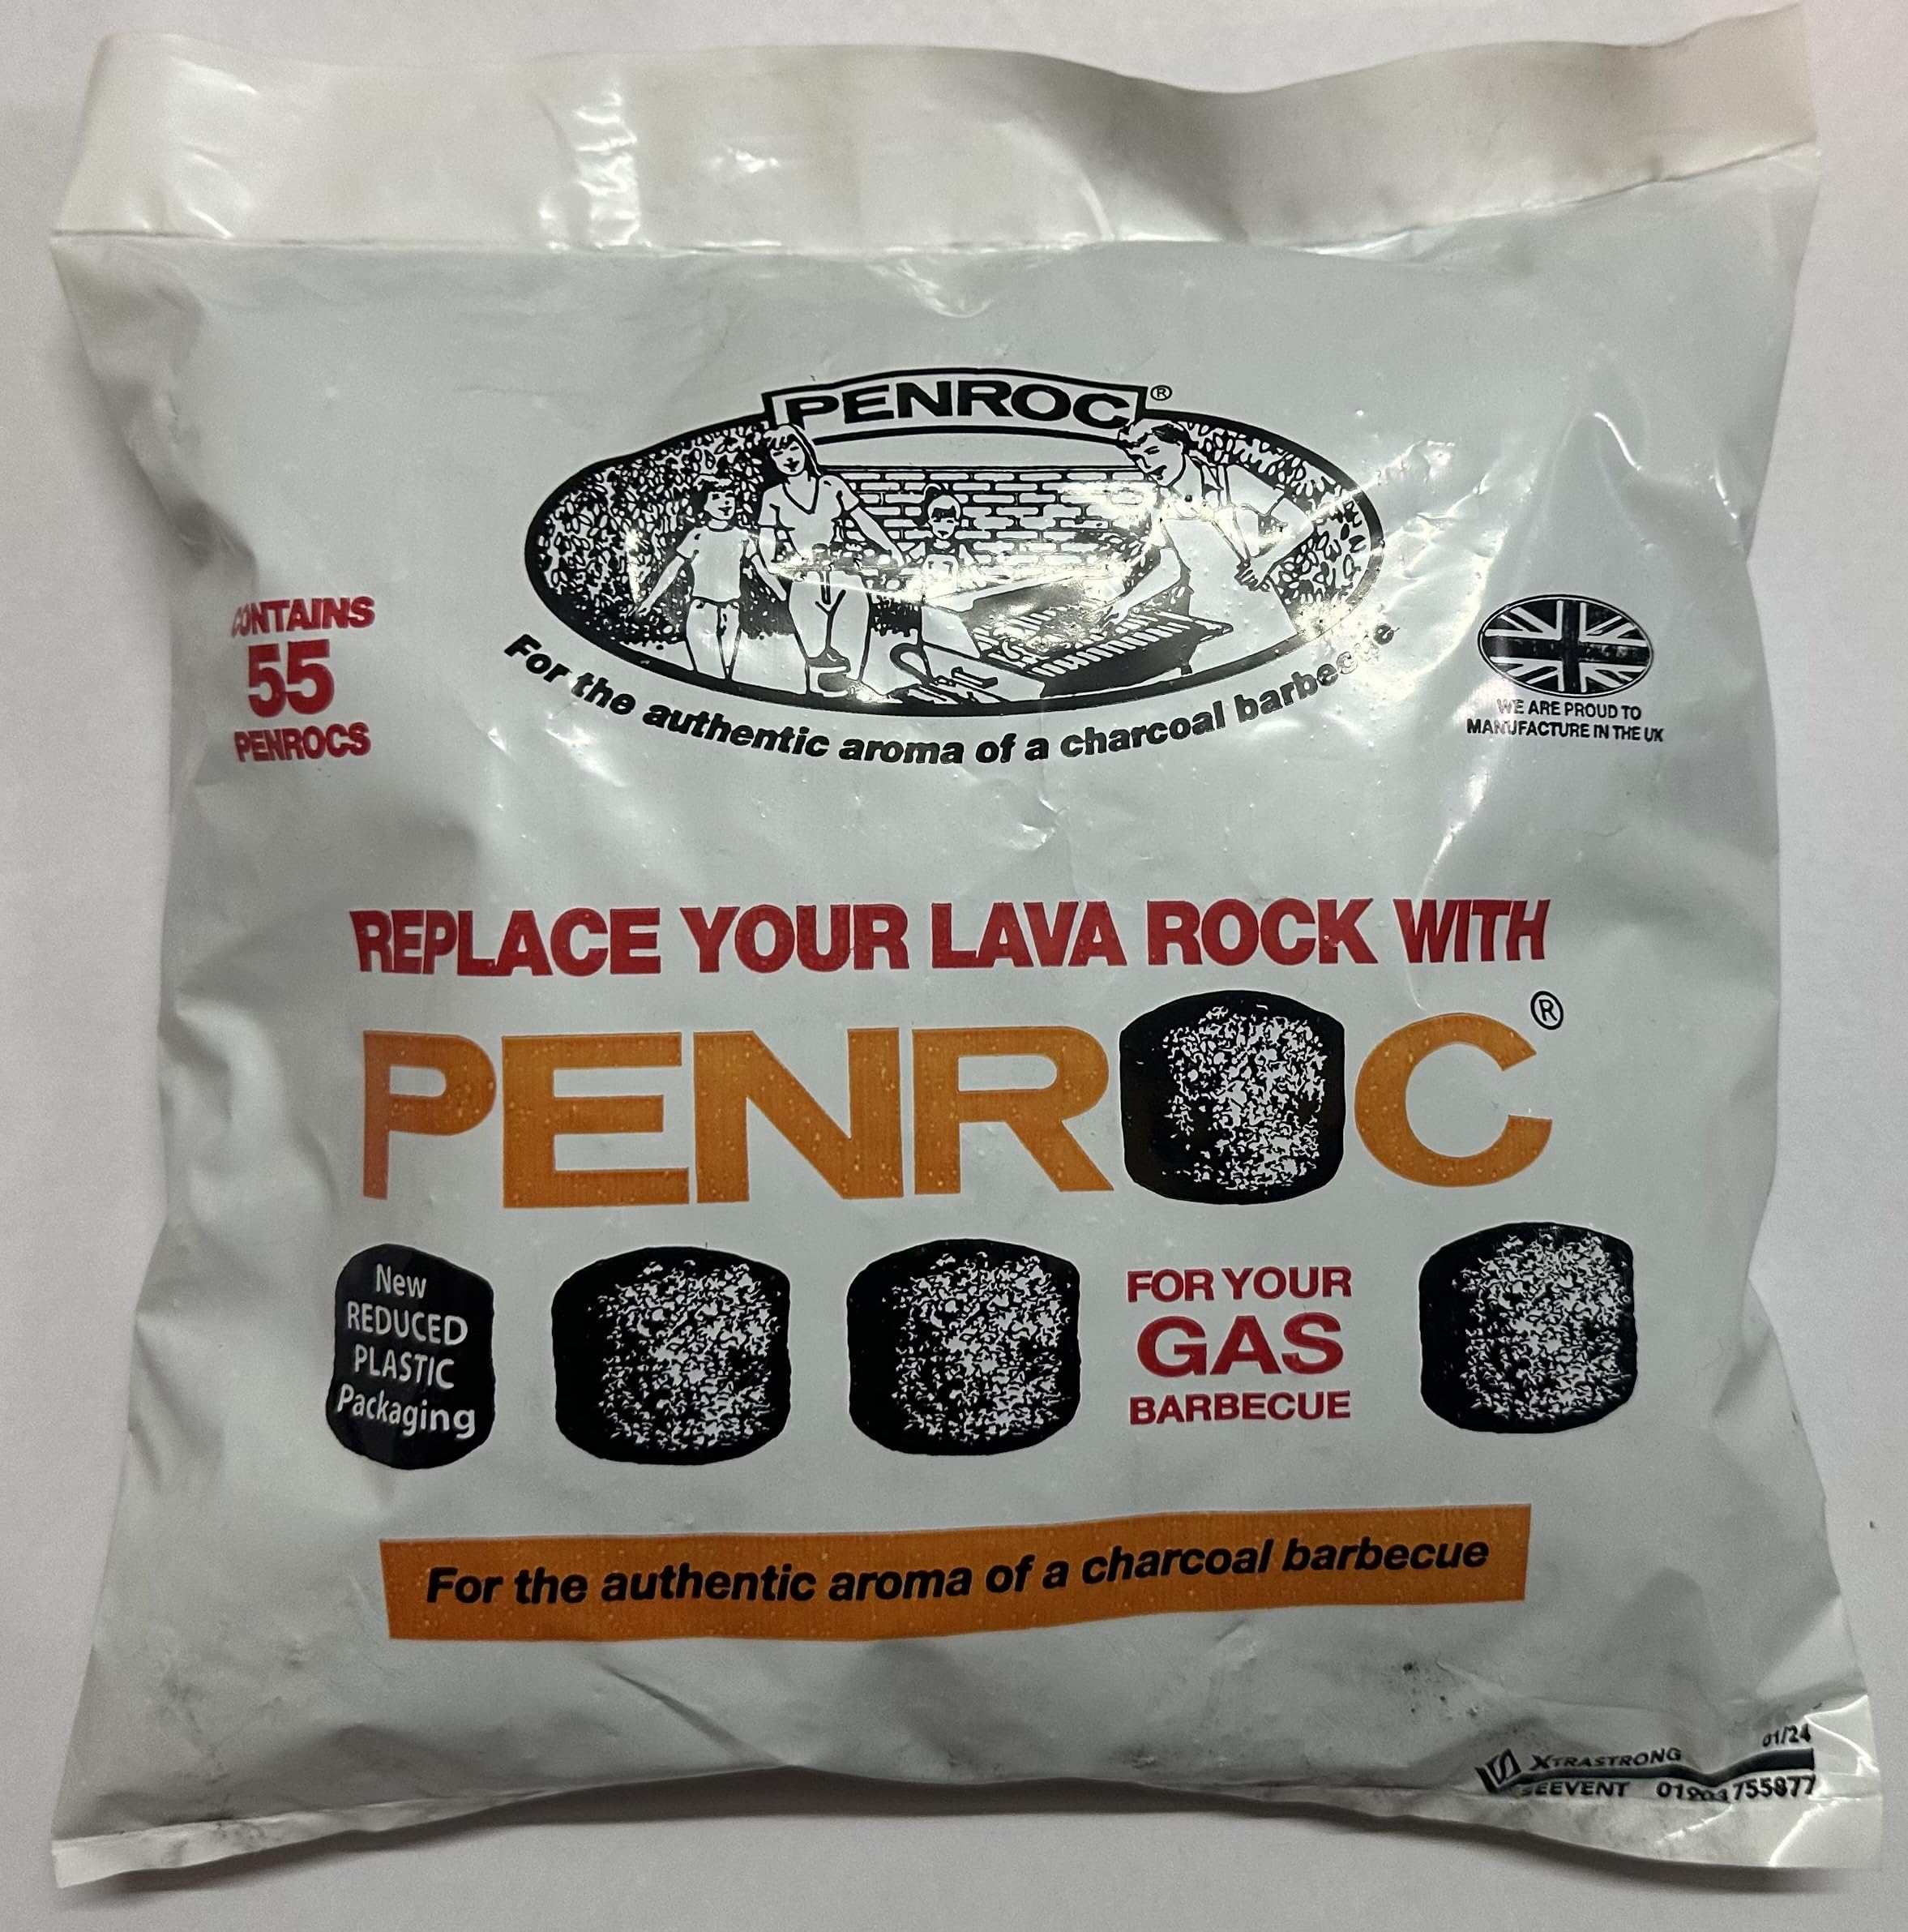 PENROC®
For the authentic aroma of a charcoal barbecue
CONTAINS
55
PENROCS
WE ARE PROUD TO
MANUFACTURE IN THE UK
REPLACE YOUR LAVA ROCK WITH
PENROC®
New
REDUCED
PLASTIC
Packaging
FOR YOUR
GAS
BARBECUE
For the authentic aroma of a charcoal barbecue
01/24
XTRASTRONG
SEEVENT